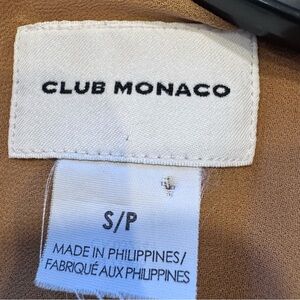 CLUB MONACO
S/P
MADE IN PHILIPPINES/
FABRIQUÉ AUX PHILIPPINES